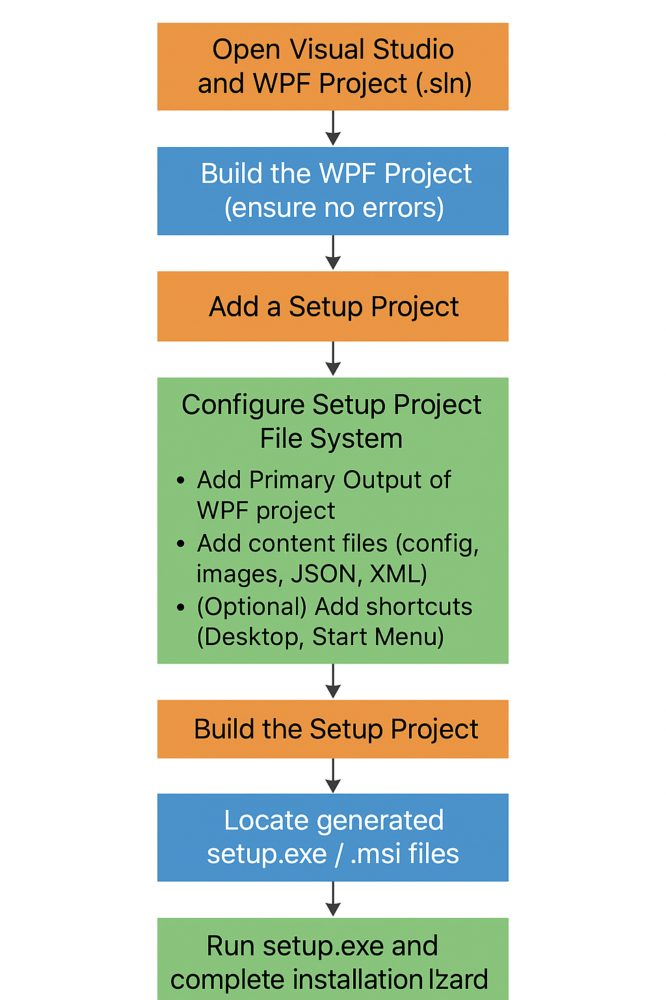 Open Visual Studio
and WPF Project (.sln)
Build the WPF Project
(ensure no errors)
Add a Setup Project
Configure Setup Project
File System
• Add Primary Output of
WPF project
• Add content files (config,
images, JSON, XML)
• (Optional) Add shortcuts
(Desktop, Start Menu)
Build the Setup Project
Locate generated
setup.exe / .msi files
Run setup.exe and
complete installation lzard